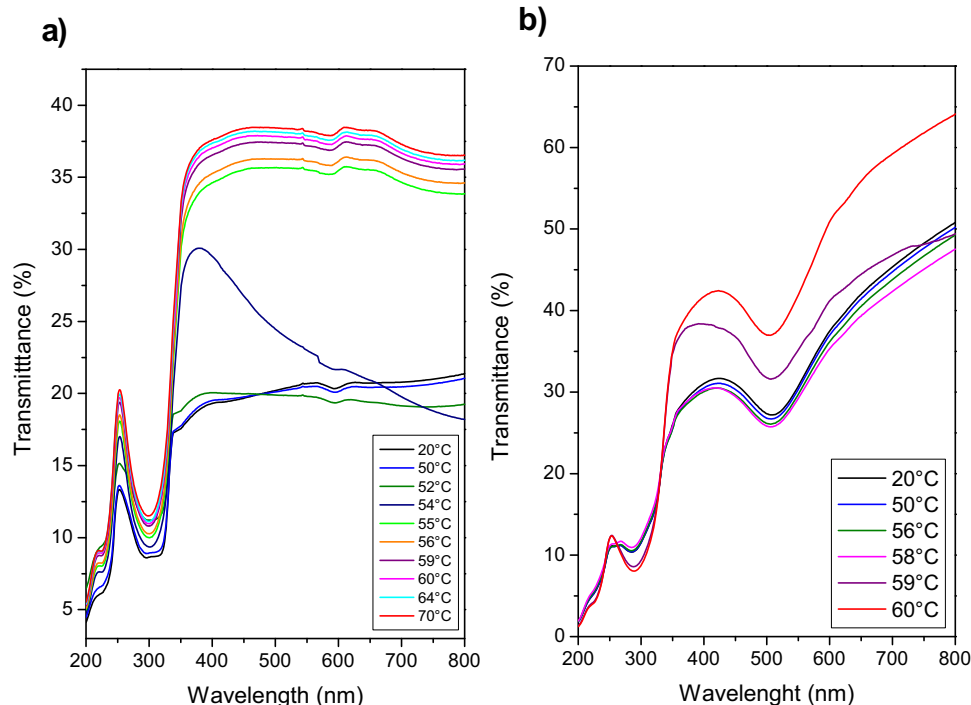 a)
Transmitttance (%)
40
35
30
25
20
15
10
5
20°C
50°C
52°C
54°C
55°C
56°C
59°C
60°C
64°C
70°C
200 300 400 500 600 700 800
Wavelength (nm)
b)
Transmittance (%)
70
60
50
40
30
20
10
0
20°C
50°C
56°C
58°C
59°C
60°C
200 300 400 500 600 700 800
Wavelenght (nm)